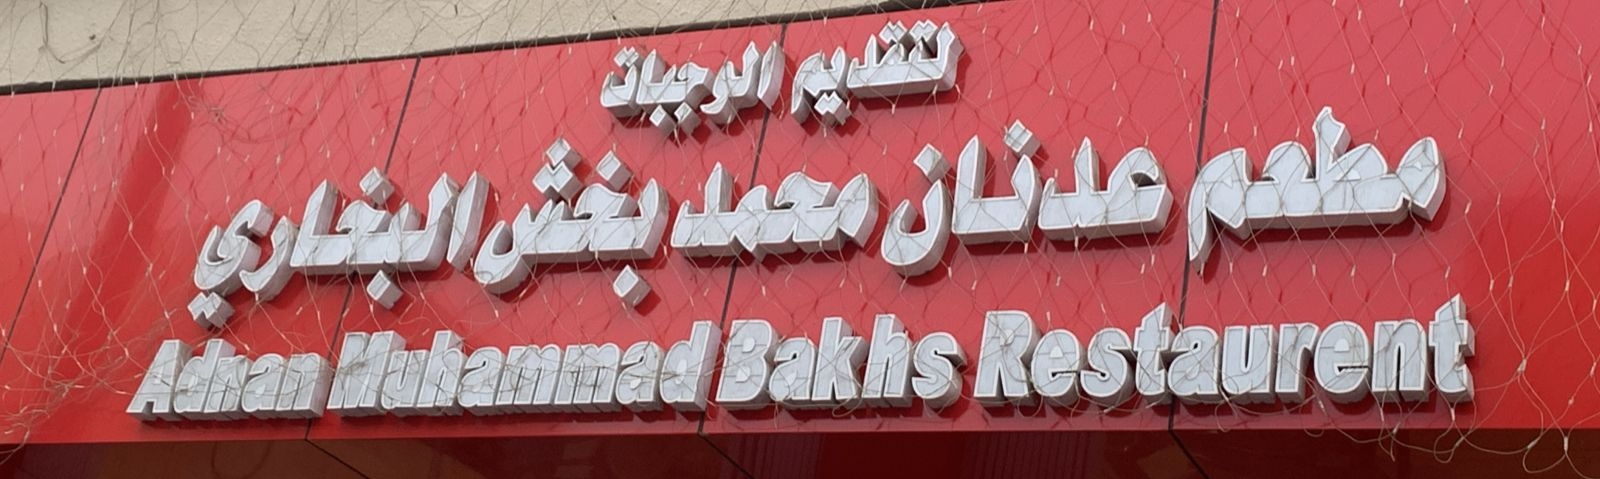 لتقديم الوجبات
مطعم عدنان محمد بخش البخاري
Adnan Muhammad Bakhs Restaurent